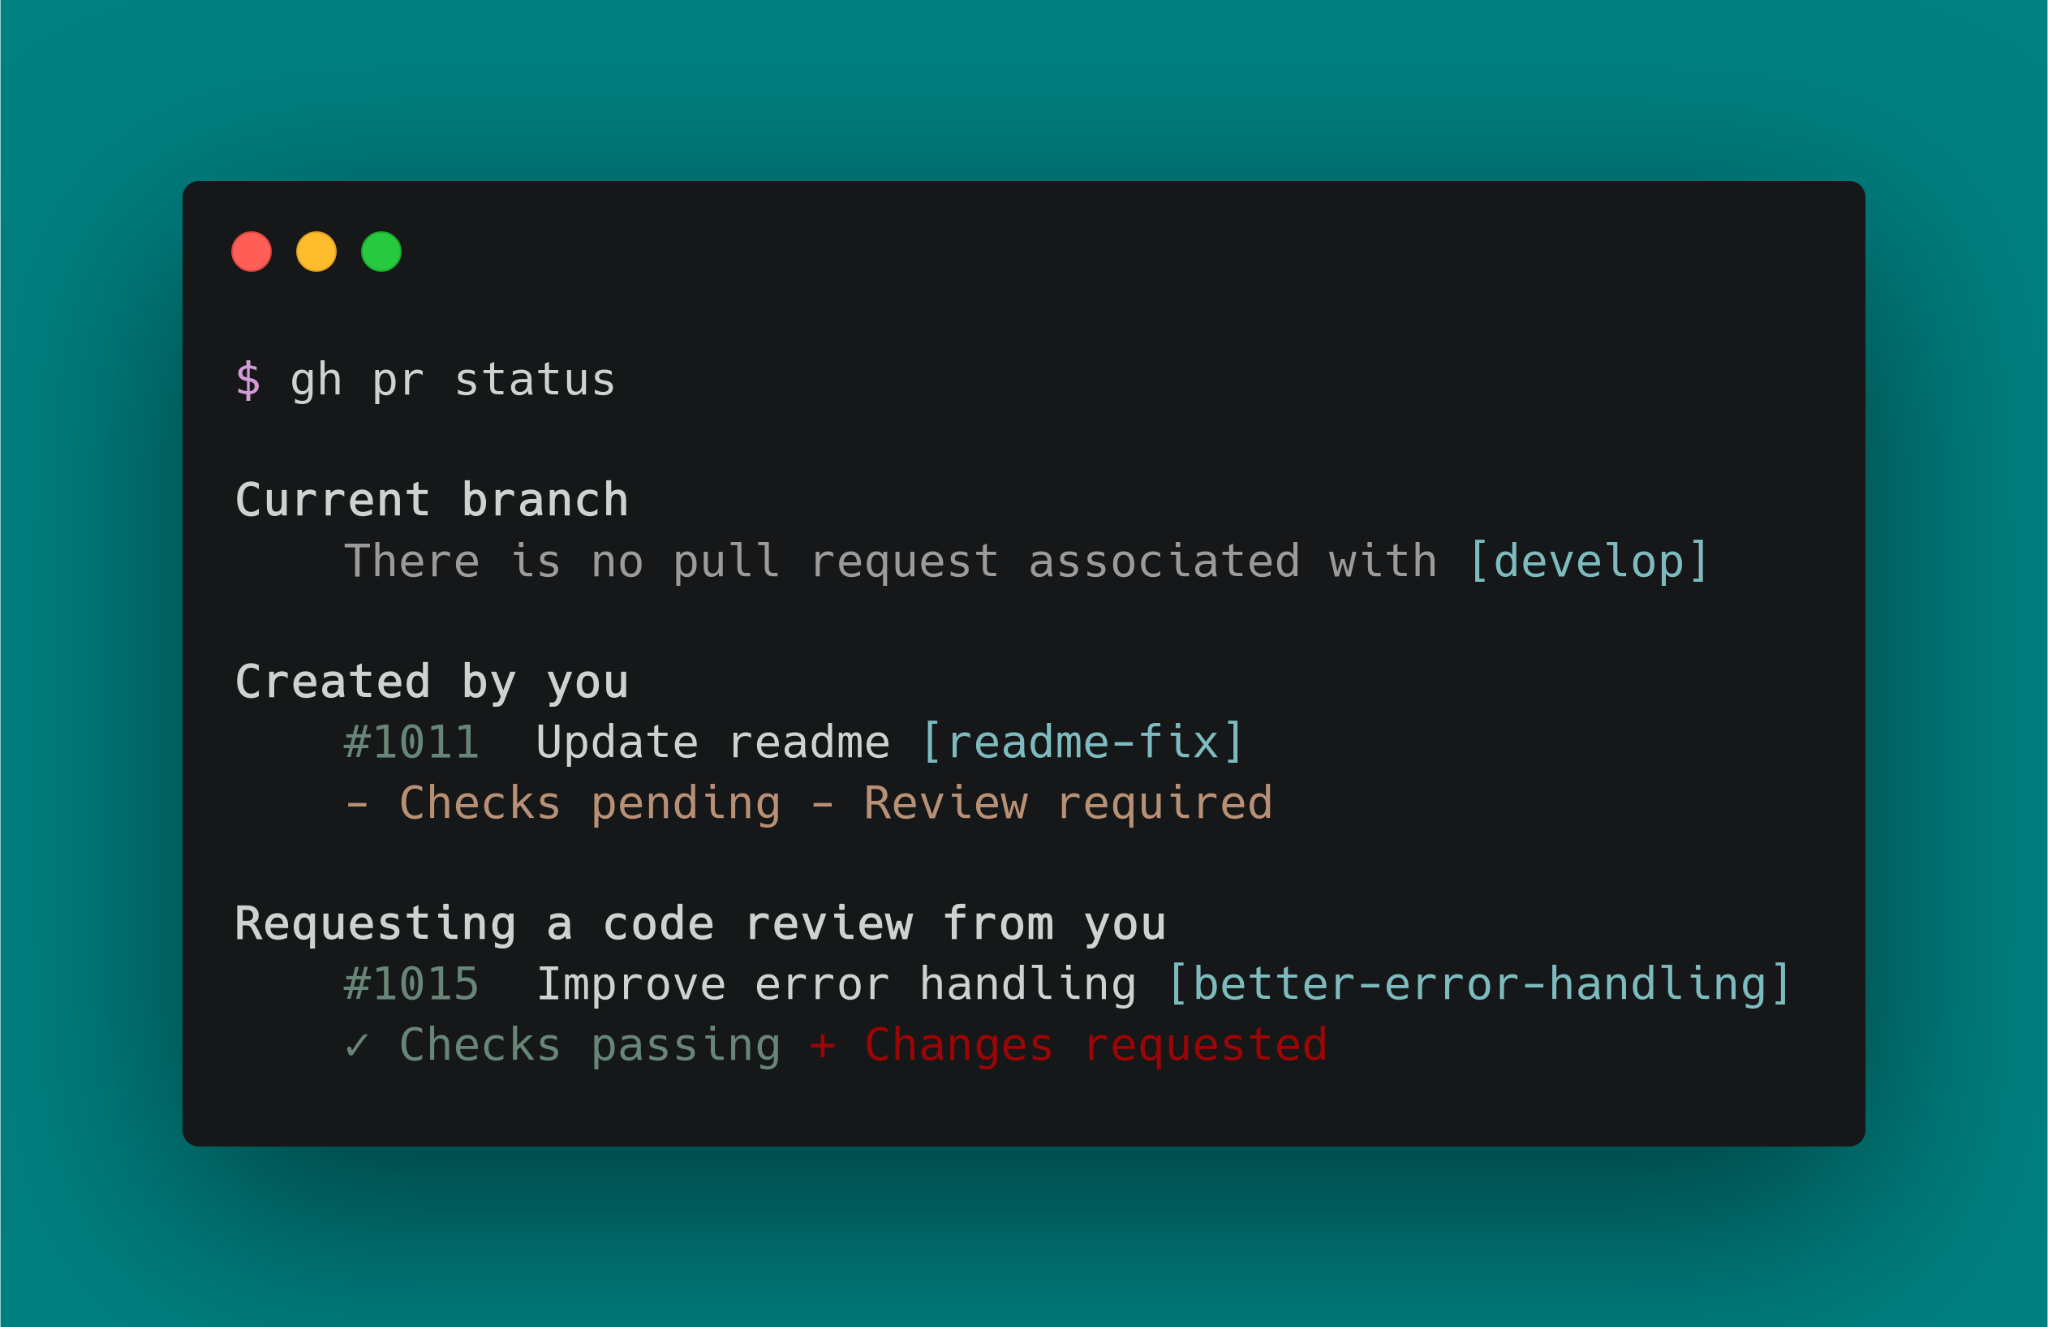 $ gh pr status
Current branch
There is no pull request associated with [develop]
Created by you
#1011  Update readme [readme-fix]
- Checks pending - Review required
Requesting a code review from you
#1015  Improve error handling [better-error-handling]
✓ Checks passing + Changes requested